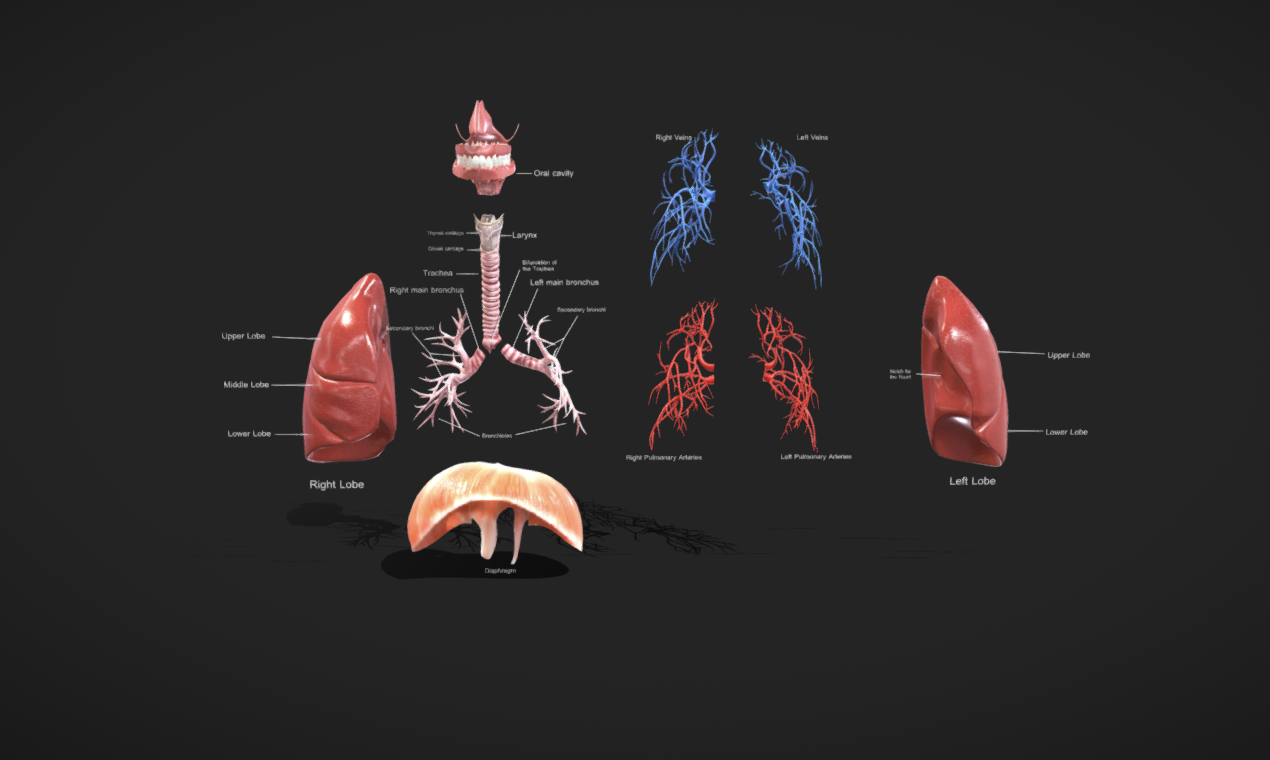 Right Veins
Left Veins
Oral cavity
Thyroid cartilage
Larynx
Cricoid cartilage
Bifurcation of
the Trachea
Trachea
Left main bronchus
Right main bronchus
Secondary bronchi
Secondary bronchi
Upper Lobe
Middle Lobe
Lower Lobe
Right Lobe
Bronchioles
Right Pulmonary Arteries
Left Pulmonary Arteries
Diaphragm
Upper Lobe
Notch for
the heart
Lower Lobe
Left Lobe